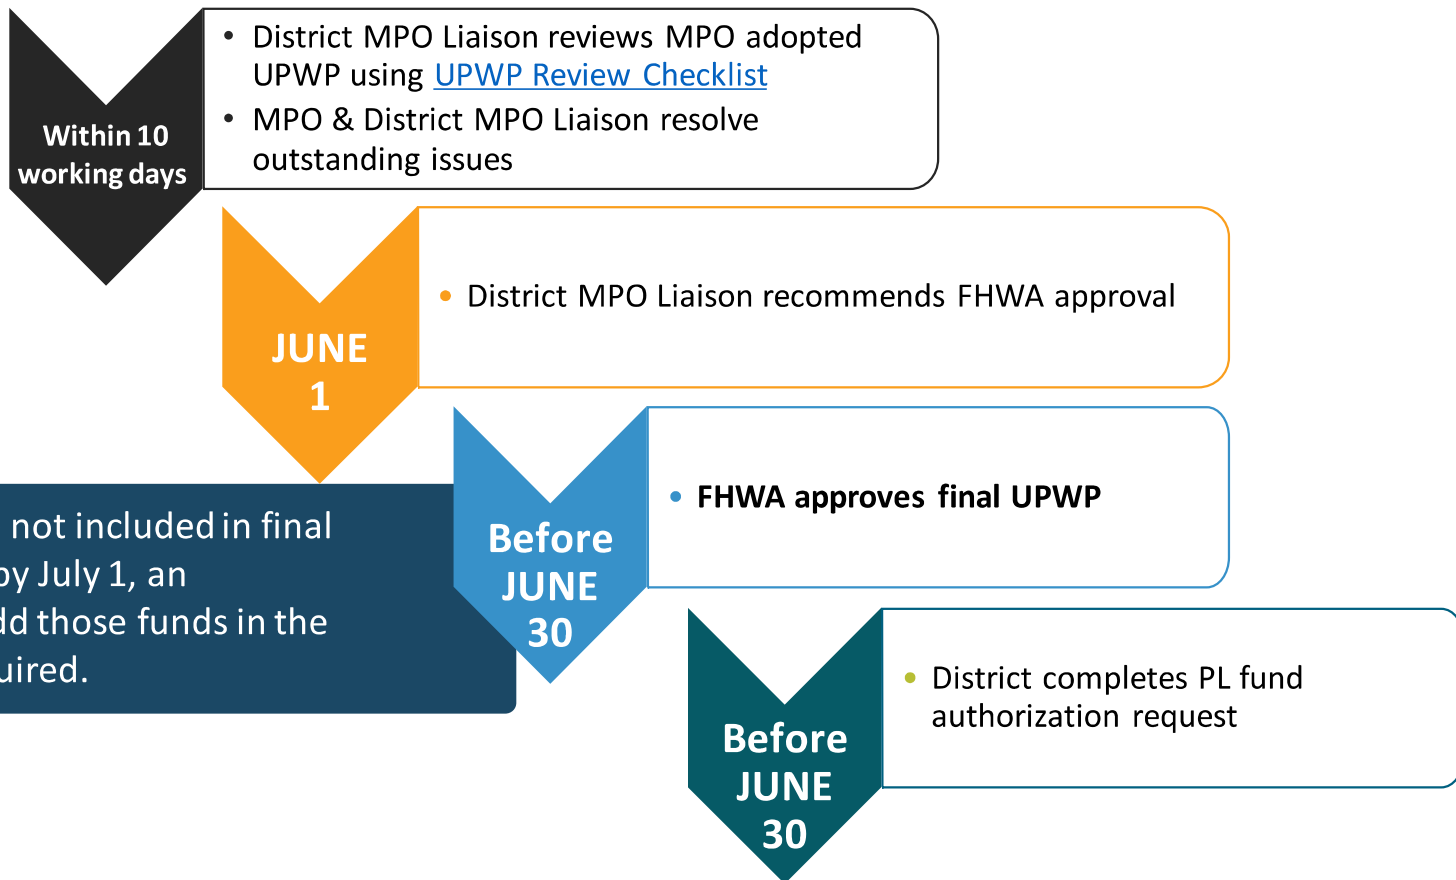 Within 10
working days
• District MPO Liaison reviews MPO adopted
UPWP using UPWP Review Checklist
• MPO & District MPO Liaison resolve
outstanding issues
JUNE
1
• District MPO Liaison recommends FHWA approval
not included in final
by July 1, an
those funds in the
Before
JUNE
30
• FHWA approves final UPWP
Before
JUNE
30
• District completes PL fund
authorization request